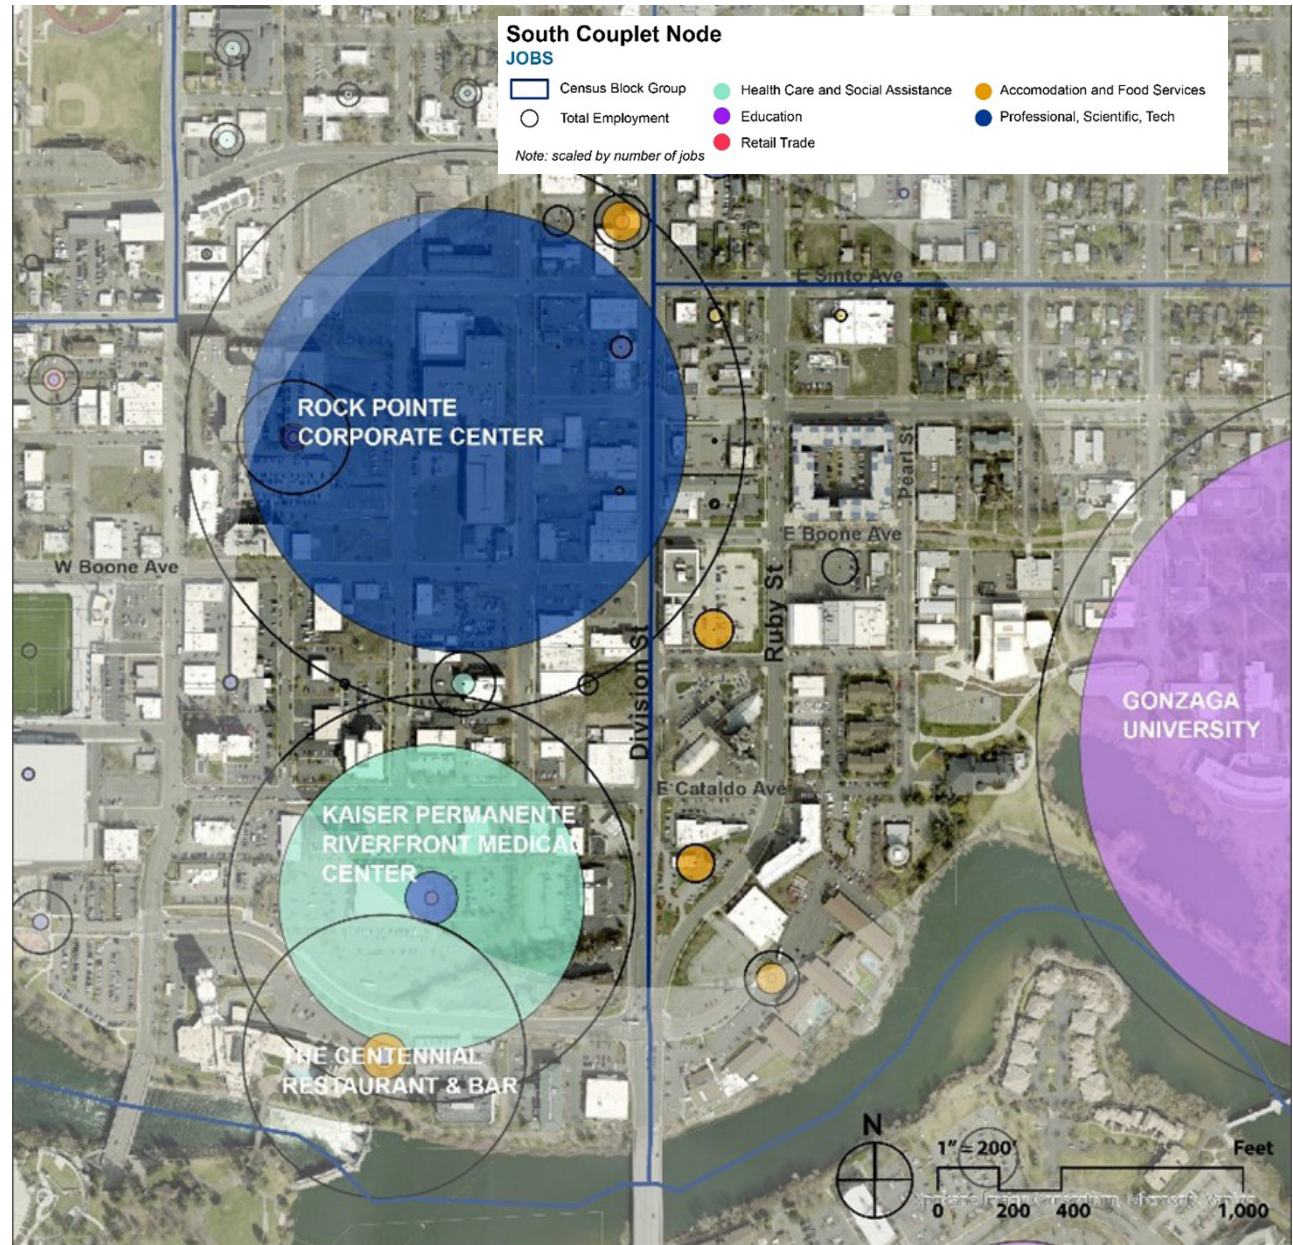 South Couplet Node
JOBS
Census Block Group
Total Employment
Note: scaled by number of jobs
Health Care and Social Assistance
Education
Retail Trade
Accomodation and Food Services
Professional, Scientific, Tech
E Sinto Ave
ROCK POINTE
CORPORATE CENTER
Pearl St
E Boone Ave
W Boone Ave
Ruby St
Division St
GONZAGA
UNIVERSITY
E Cataldo Ave
KAISER PERMANENTE
RIVERFRONT MEDICAL
CENTER
THE CENTENNIAL
RESTAURANT & BAR
N
1"= 200'
Feet
0 200 400 1,000